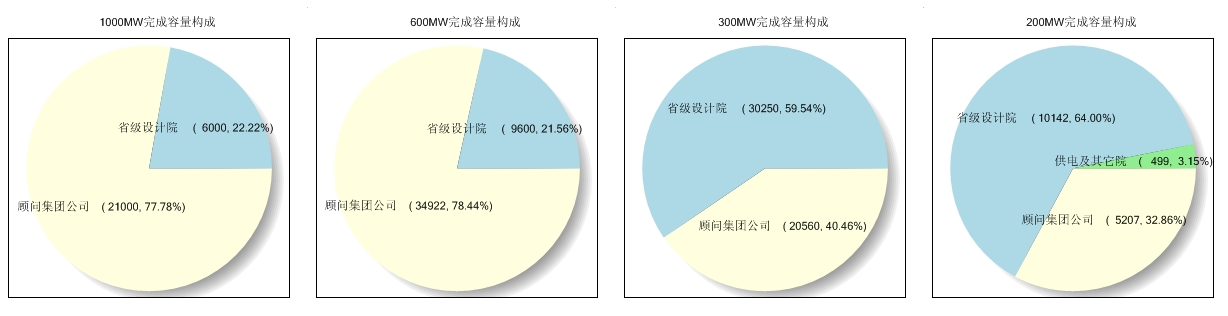 1000MW完成容量构成
省级设计院 ( 6000, 22.22%)
顾问集团公司 ( 21000, 77.78%)
600MW完成容量构成
省级设计院 ( 9600, 21.56%)
顾问集团公司 ( 34922, 78.44%)
300MW完成容量构成
省级设计院 ( 30250, 59.54%)
顾问集团公司 ( 20560, 40.46%)
200MW完成容量构成
省级设计院 ( 10142, 64.00%)
供电及其它院 ( 499, 3.15%)
顾问集团公司 ( 5207, 32.86%)